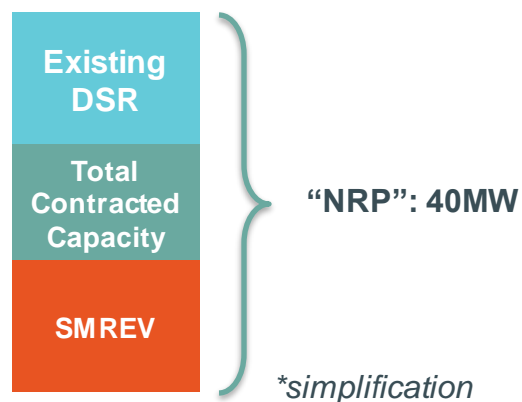 Existing
DSR
Total
Contracted
Capacity
SMREV
“NRP”: 40MW
*simplification